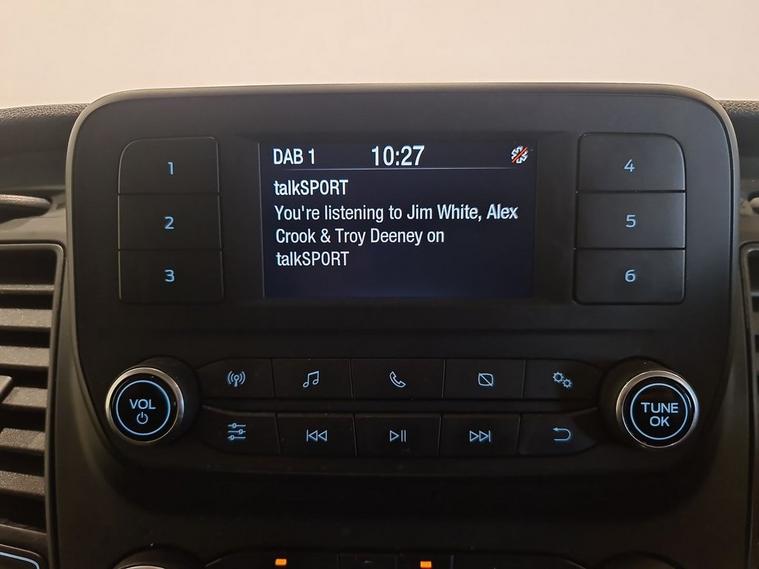 1
2
3
DAB 1 10:27
talkSPORT
You're listening to Jim White, Alex
Crook & Troy Deeney on
talkSPORT
4
5
6
VOL
TUNE
OK